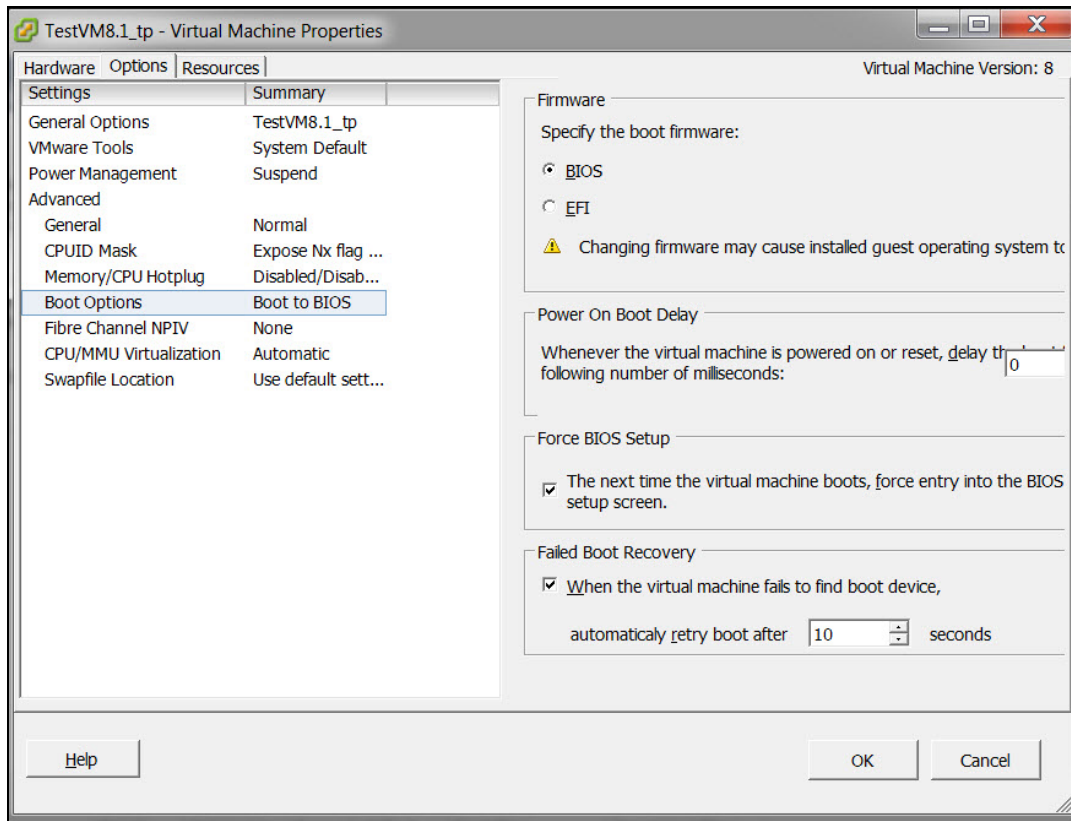 TestVM8.1_tp - Virtual Machine Properties
Hardware Options Resources Virtual Machine Version: 8
Settings Summary
General Options TestVM8.1_tp
VMware Tools System Default
Power Management Suspend
Advanced
General Normal
CPUID Mask Expose Nx flag ...
Memory/CPU Hotplug Disabled/Disab...
Boot Options Boot to BIOS
Fibre Channel NPIV None
CPU/MMU Virtualization Automatic
Swapfile Location Use default sett...
Firmware
Specify the boot firmware:
BIOS
EFI
Changing firmware may cause installed guest operating system to
Power On Boot Delay
Whenever the virtual machine is powered on or reset, delay
following number of milliseconds: 0
Force BIOS Setup
The next time the virtual machine boots, force entry into the BIOS
setup screen.
Failed Boot Recovery
When the virtual machine fails to find boot device,
automaticaly retry boot after 10 seconds
Help OK Cancel